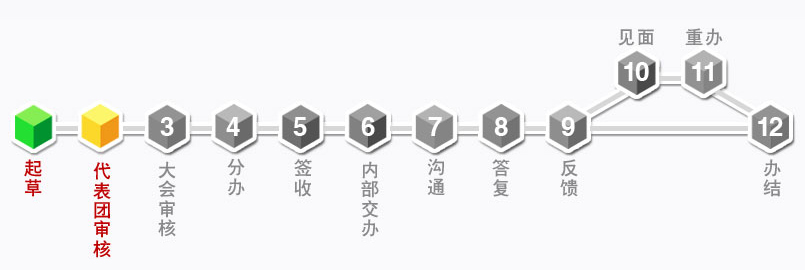 见面
重办
10
11
3
4
5
6
7
8
9
12
起草
代表团审核
大会审核
分办
签收
内部交办
沟通
答复
反馈
办结